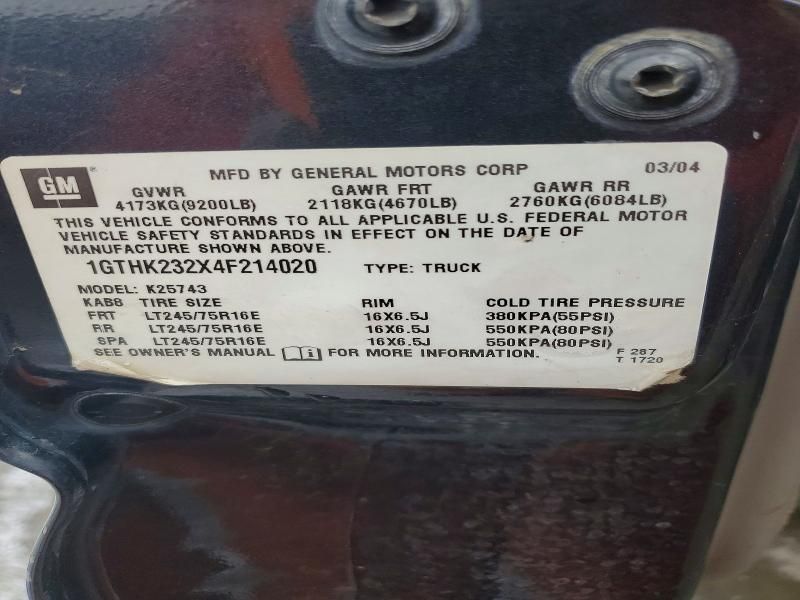 GM ® MFD BY GENERAL MOTORS CORP 03/04
GVWR GAWR FRT GAWR RR
4173KG(9200LB) 2118KG(4670LB) 2760KG(6084LB)
THIS VEHICLE CONFORMS TO ALL APPLICABLE U.S. FEDERAL MOTOR
VEHICLE SAFETY STANDARDS IN EFFECT ON THE DATE OF
MANUFACTURE SHOWN ABOVE.
1GTHK232X4F214020 TYPE: TRUCK
MODEL: K25743
KAB8 TIRE SIZE RIM COLD TIRE PRESSURE
FRT LT245/75R16E 16X6.5J 380KPA(55PSI)
RR LT245/75R16E 16X6.5J 550KPA(80PSI)
SPA LT245/75R16E 16X6.5J 550KPA(80PSI)
SEE OWNER'S MANUAL FOR MORE INFORMATION. F 287
T 1720